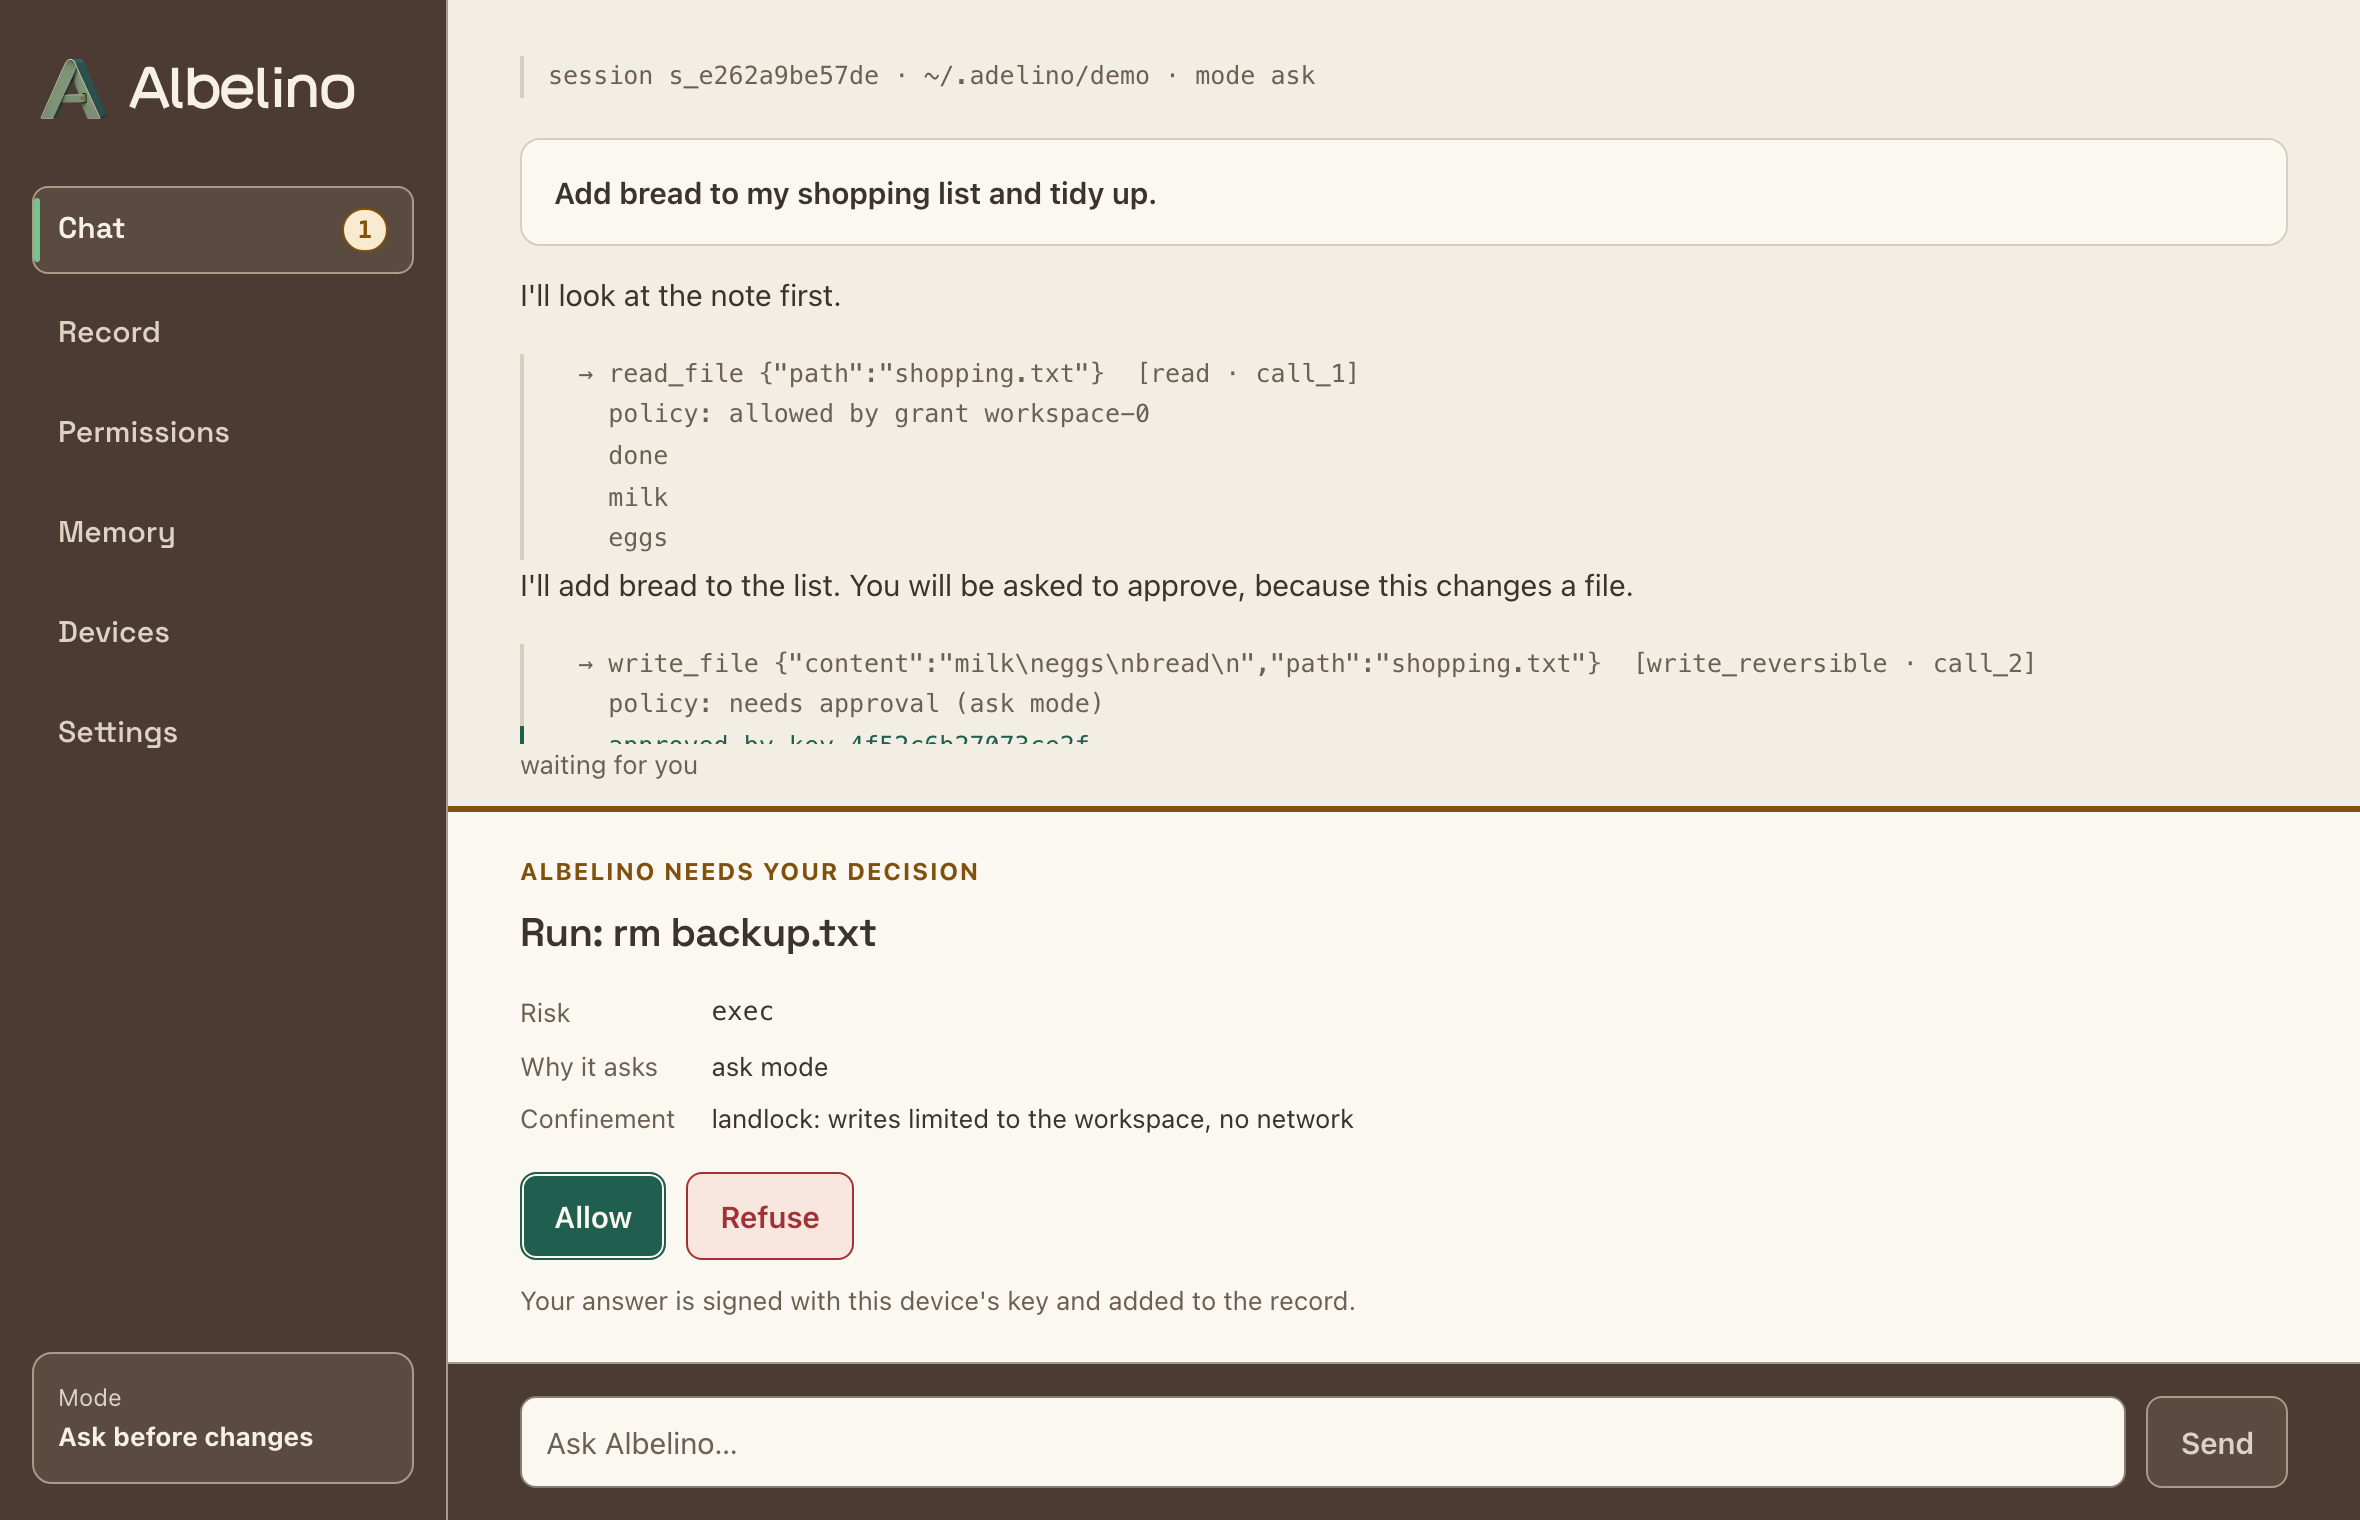 Albelino
Chat 1
Record
Permissions
Memory
Devices
Settings
Mode
Ask before changes
session s_e262a9be57de · ~/.adelino/demo · mode ask
Add bread to my shopping list and tidy up.
I'll look at the note first.
→ read_file {"path":"shopping.txt"}  [read · call_1]
policy: allowed by grant workspace-0
done
milk
eggs
I'll add bread to the list. You will be asked to approve, because this changes a file.
→ write_file {"content":"milk\neggs\nbread\n","path":"shopping.txt"}  [write_reversible · call_2]
policy: needs approval (ask mode)
approved by key
waiting for you
ALBELINO NEEDS YOUR DECISION
Run: rm backup.txt
Risk exec
Why it asks ask mode
Confinement landlock: writes limited to the workspace, no network
Allow Refuse
Your answer is signed with this device's key and added to the record.
Ask Albelino...
Send